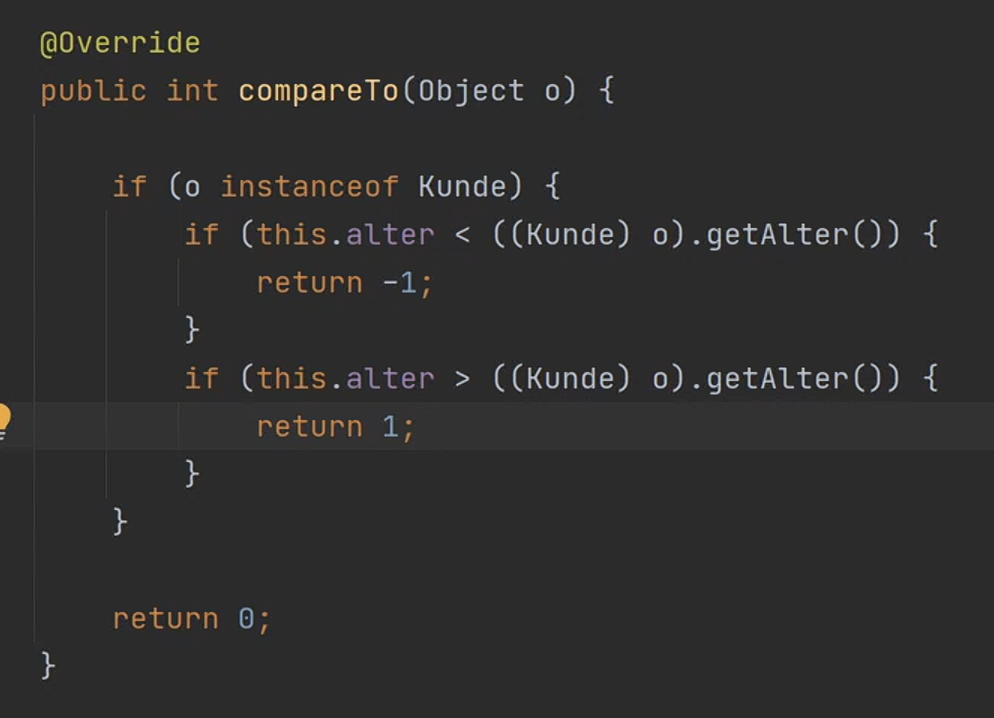 @Override
public int compareTo(Object o) {
if (o instanceof Kunde) {
if (this.alter < ((Kunde) o).getAlter()) {
return -1;
}
if (this.alter > ((Kunde) o).getAlter()) {
return 1;
}
}
return 0;
}